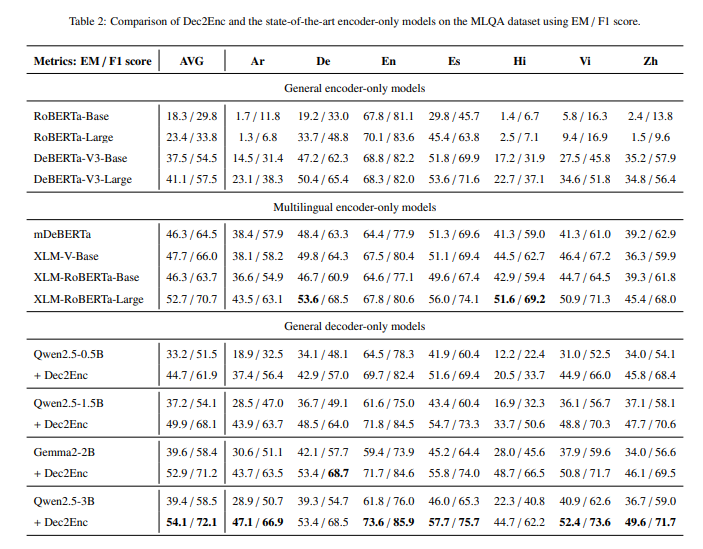 Table 2: Comparison of Dec2Enc and the state-of-the-art encoder-only models on the MLQA dataset using EM / F1 score.
Metrics: EM / F1 score AVG Ar De En Es Hi Vi Zh
General encoder-only models
RoBERTa-Base 18.3 / 29.8 1.7 / 11.8 19.2 / 33.0 67.8 / 81.1 29.8 / 45.7 1.4 / 6.7 5.8 / 16.3 2.4 / 13.8
RoBERTa-Large 23.4 / 33.8 1.3 / 6.8 33.7 / 48.8 70.1 / 83.6 45.4 / 63.8 2.5 / 7.1 9.4 / 16.9 1.5 / 9.6
DeBERTa-V3-Base 37.5 / 54.5 14.5 / 31.4 47.2 / 62.3 68.8 / 82.2 51.8 / 69.9 17.2 / 31.9 27.5 / 45.8 35.2 / 57.9
DeBERTa-V3-Large 41.1 / 57.5 23.1 / 38.3 50.4 / 65.4 68.3 / 82.0 53.6 / 71.6 22.7 / 37.1 34.6 / 51.8 34.8 / 56.4
Multilingual encoder-only models
mDeBERTa 46.3 / 64.5 38.4 / 57.9 48.4 / 63.3 64.4 / 77.9 51.3 / 69.6 41.3 / 59.0 41.3 / 61.0 39.2 / 62.9
XLM-V-Base 47.7 / 66.0 38.1 / 58.2 49.8 / 64.3 67.5 / 80.4 51.1 / 69.4 44.5 / 62.7 46.4 / 67.2 36.3 / 59.9
XLM-RoBERTa-Base 46.3 / 63.7 36.6 / 54.9 46.7 / 60.9 64.6 / 77.1 49.6 / 67.4 42.9 / 59.4 44.7 / 64.5 39.3 / 61.8
XLM-RoBERTa-Large 52.7 / 70.7 43.5 / 63.1 53.6 / 68.5 67.8 / 80.6 56.0 / 74.1 51.6 / 69.2 50.9 / 71.3 45.4 / 68.0
General decoder-only models
Qwen2.5-0.5B 33.2 / 51.5 18.9 / 32.5 34.1 / 48.1 64.5 / 78.3 41.9 / 60.4 12.2 / 22.4 31.0 / 52.5 34.0 / 54.1
+ Dec2Enc 44.7 / 61.9 37.4 / 56.4 42.9 / 57.0 69.7 / 82.4 51.6 / 69.4 20.5 / 33.7 44.9 / 66.0 45.8 / 68.4
Qwen2.5-1.5B 37.2 / 54.1 28.5 / 47.0 36.7 / 49.1 61.6 / 75.0 43.4 / 60.4 16.9 / 32.3 36.1 / 56.7 37.1 / 58.1
+ Dec2Enc 49.9 / 68.1 43.9 / 63.7 48.5 / 64.0 71.8 / 84.5 54.7 / 73.3 33.7 / 50.6 48.8 / 70.3 47.7 / 70.6
Gemma2-2B 39.6 / 58.4 30.6 / 51.1 42.1 / 57.7 59.4 / 73.9 45.2 / 64.4 28.0 / 45.6 37.9 / 59.6 34.0 / 56.6
+ Dec2Enc 52.9 / 71.2 43.7 / 63.5 53.4 / 68.7 71.7 / 84.6 55.8 / 74.0 48.7 / 66.5 50.8 / 71.7 46.1 / 69.5
Qwen2.5-3B 39.4 / 58.5 28.9 / 50.7 39.3 / 54.7 61.8 / 76.0 46.0 / 65.3 22.3 / 40.8 40.9 / 62.6 36.7 / 59.0
+ Dec2Enc 54.1 / 72.1 47.1 / 66.9 53.4 / 68.5 73.6 / 85.9 57.7 / 75.7 44.7 / 62.2 52.4 / 73.6 49.6 / 71.7